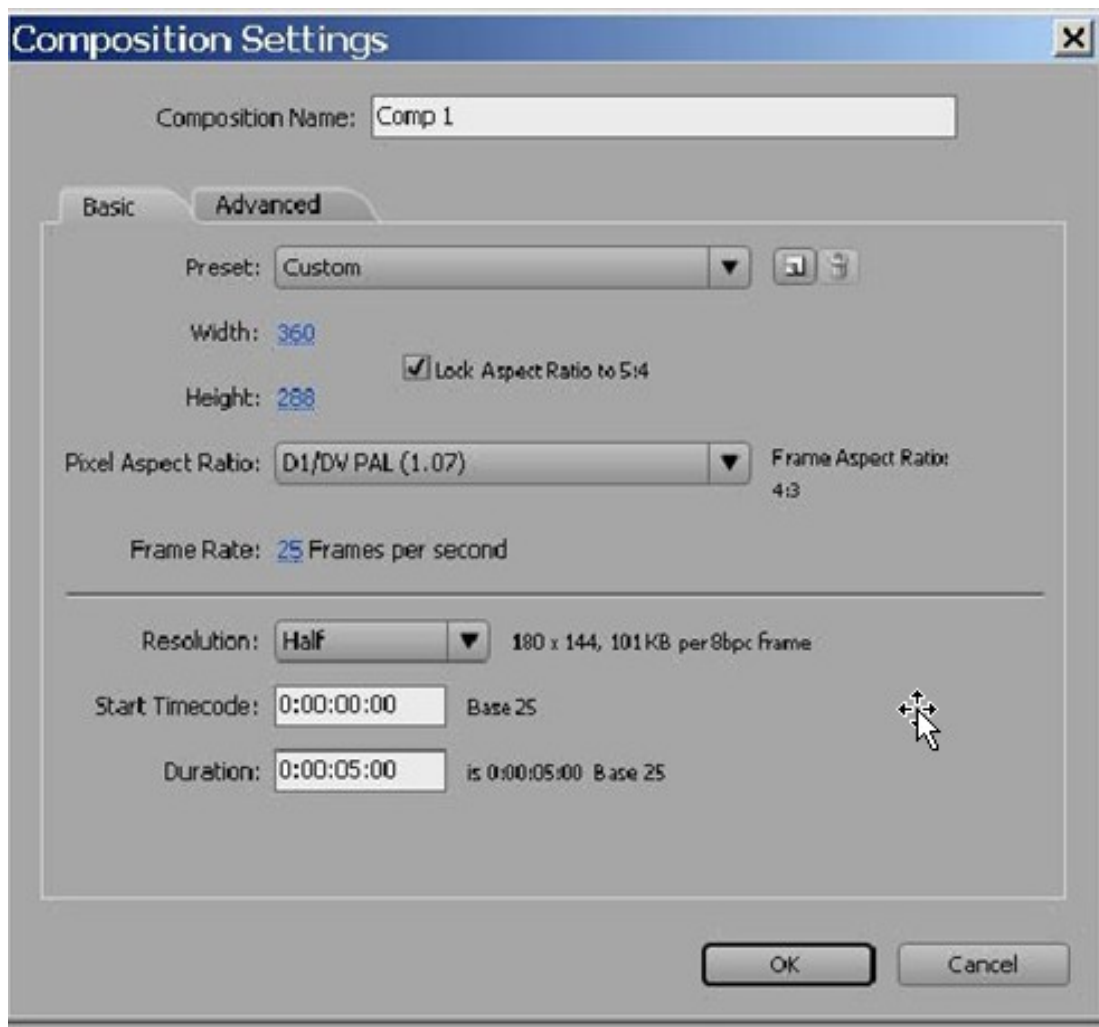 Composition Settings
Composition Name: Comp 1
Basic Advanced
Preset: Custom
Width: 360
Lock Aspect Ratio to 5:4
Height: 288
Pixel Aspect Ratio: D1/DV PAL (1.07) Frame Aspect Ratio:
4:3
Frame Rate: 25 Frames per second
Resolution: Half 180 x 144, 101 KB per 8bpc frame
Start Timecode: 0:00:00:00 Base 25
Duration: 0:00:05:00 is 0:00:05:00 Base 25
OK Cancel